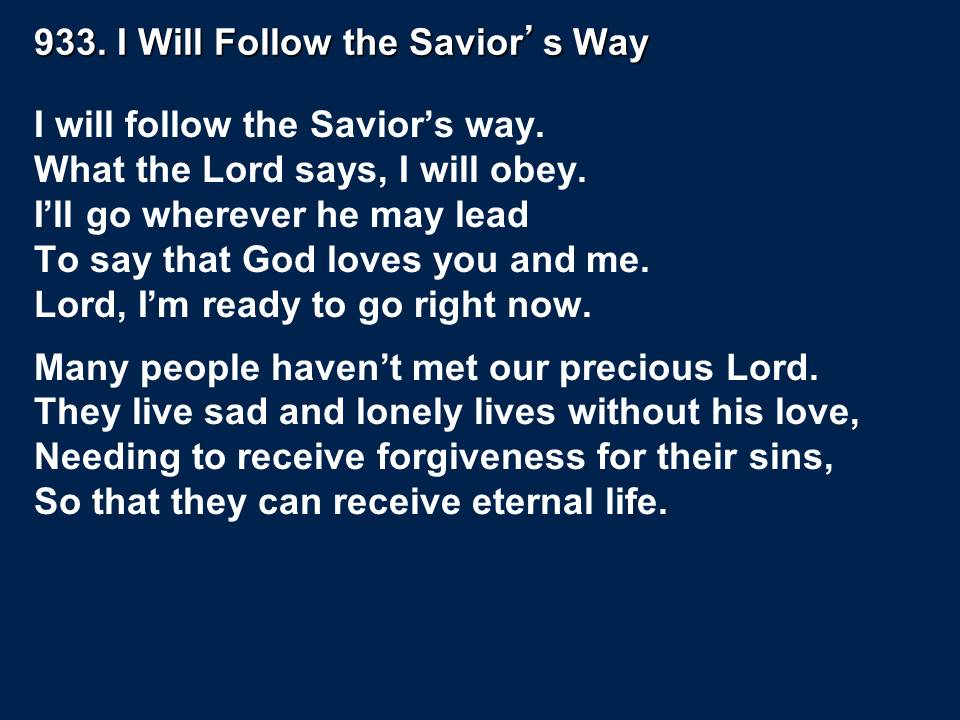 933. I Will Follow the Savior’ s Way
I will follow the Savior’s way.
What the Lord says, I will obey.
I’ll go wherever he may lead
To say that God loves you and me.
Lord, I’m ready to go right now.
Many people haven’t met our precious Lord.
They live sad and lonely lives without his love,
Needing to receive forgiveness for their sins,
So that they can receive eternal life.